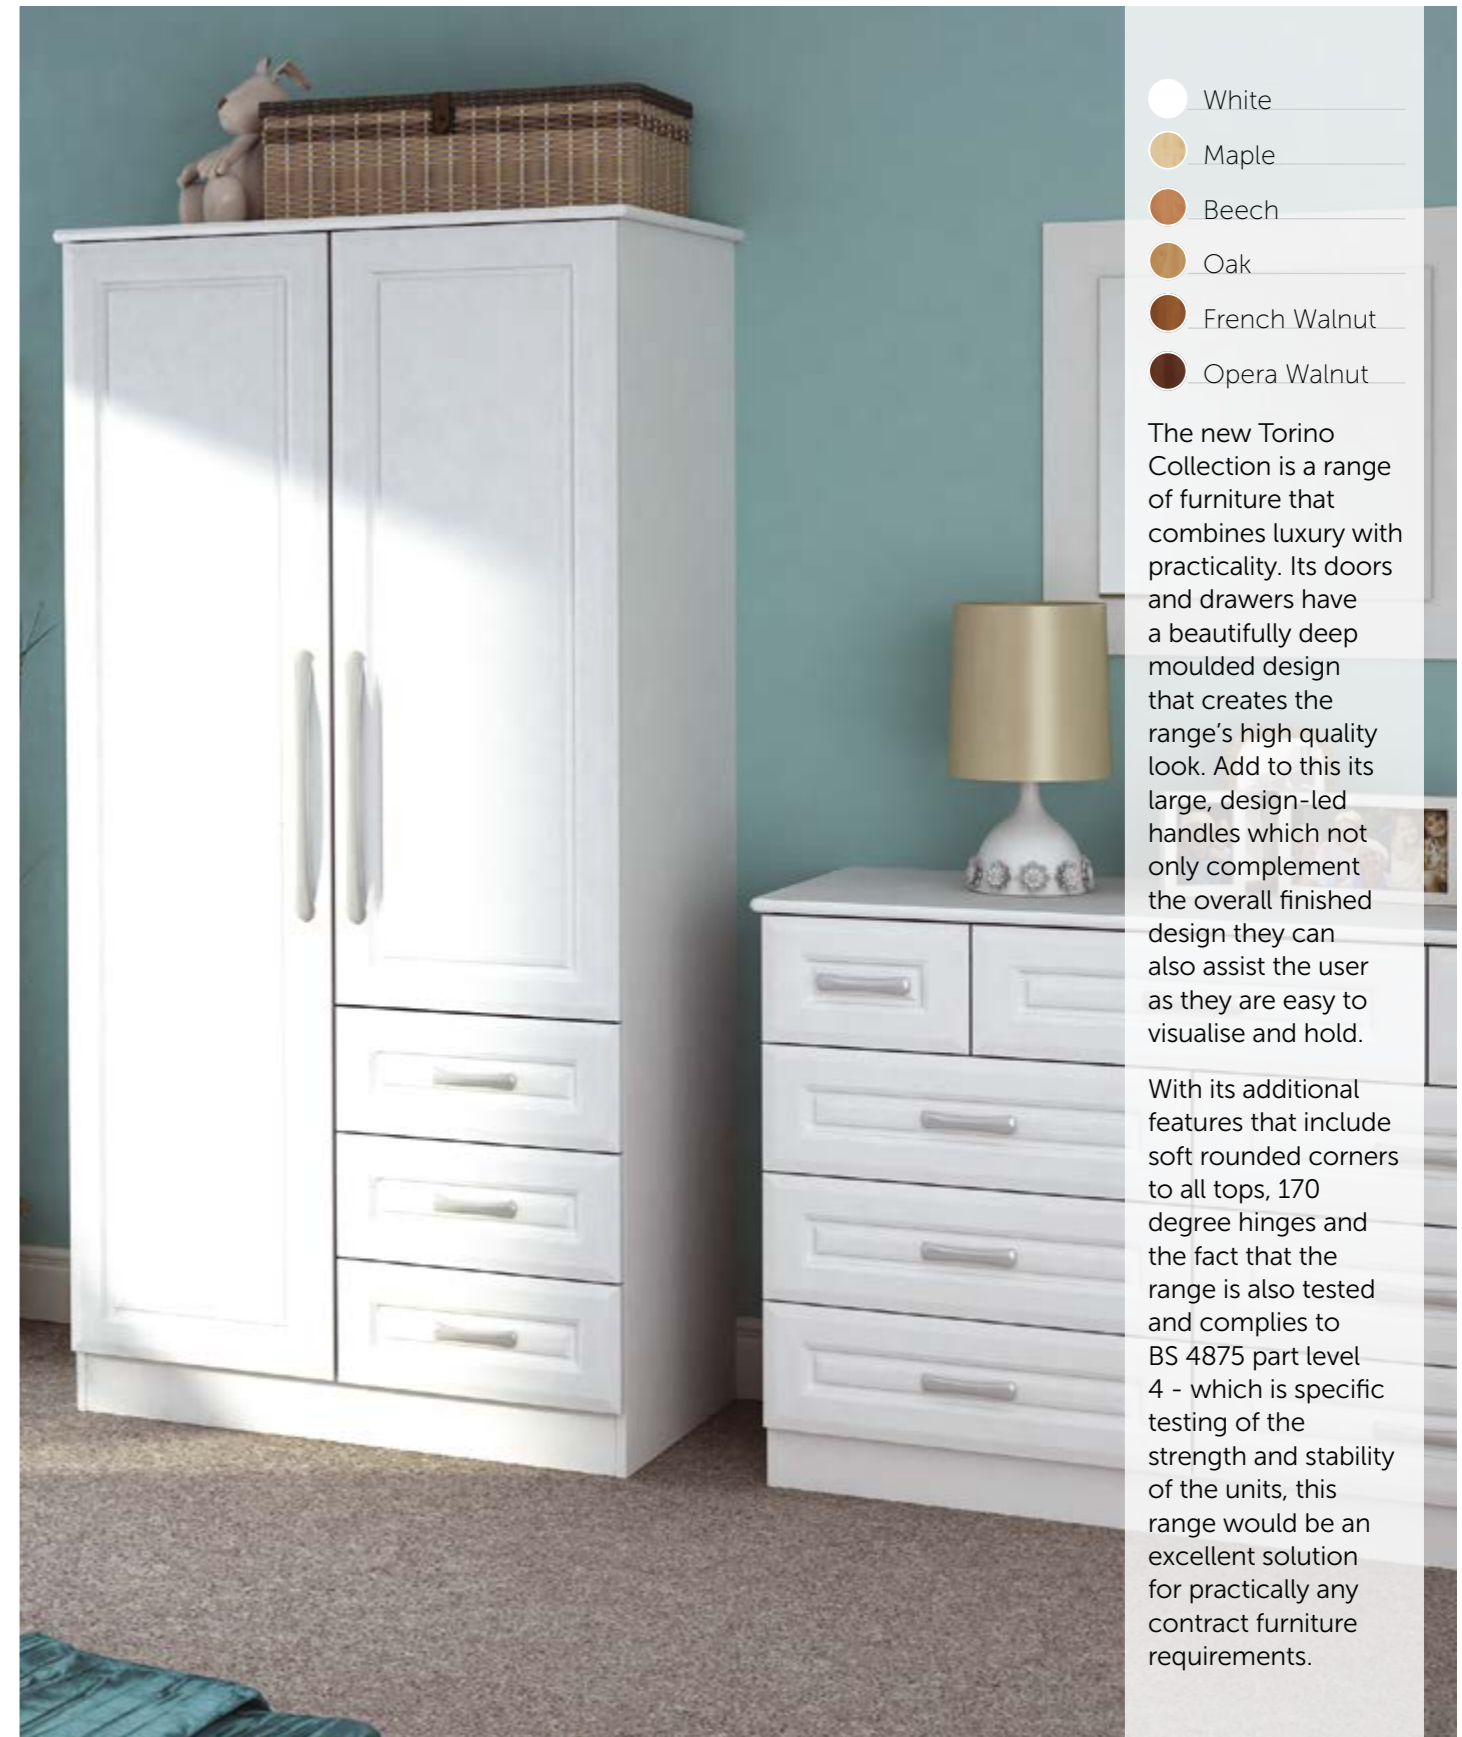 White
Maple
Beech
Oak
French Walnut
Opera Walnut
The new Torino
Collection is a range
of furniture that
combines luxury with
practicality. Its doors
and drawers have
a beautifully deep
moulded design
that creates the
range’s high quality
look. Add to this its
large, design-led
handles which not
only complement
the overall finished
design they can
also assist the user
as they are easy to
visualise and hold.
With its additional
features that include
soft rounded corners
to all tops, 170
degree hinges and
the fact that the
range is also tested
and complies to
BS 4875 part level
4 - which is specific
testing of the
strength and stability
of the units, this
range would be an
excellent solution
for practically any
contract furniture
requirements.